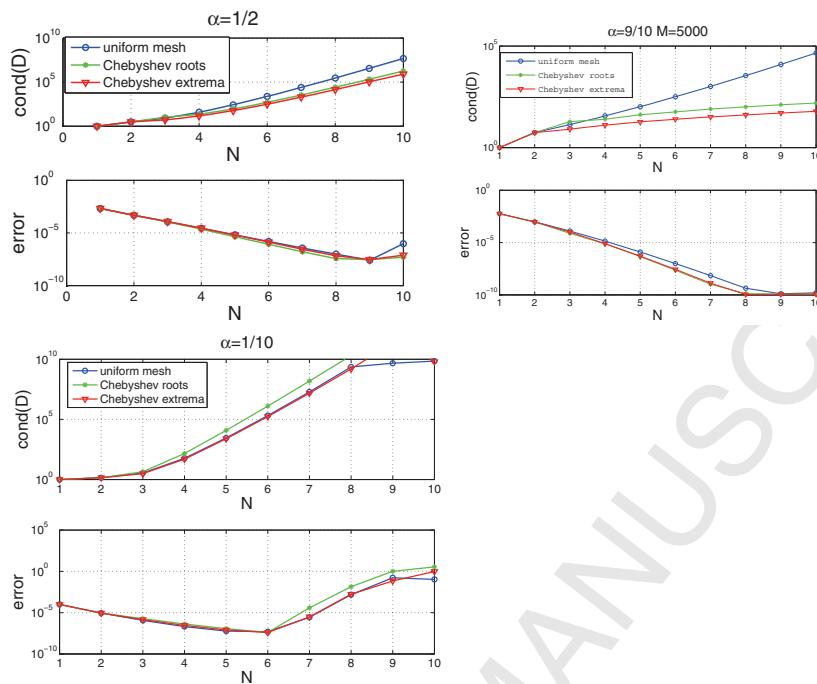 α=1/2
10^10
10^5
10^0
cond(D)
uniform mesh
Chebyshev roots
Chebyshev extrema
0 2 4 6 8 10
N
10^0
10^-5
10^-10
error
0 2 4 6 8 10
N
α=9/10 M=5000
10^5
10^0
cond(D)
uniform mesh
Chebyshev roots
Chebyshev extrema
1 2 3 4 5 6 7 8 9 10
N
10^0
10^-5
10^-10
error
1 2 3 4 5 6 7 8 9 10
N
α=1/10
10^10
10^5
10^0
cond(D)
uniform mesh
Chebyshev roots
Chebyshev extrema
1 2 3 4 5 6 7 8 9 10
N
10^5
10^0
10^-5
10^-10
error
1 2 3 4 5 6 7 8 9 10
N
MANUSC